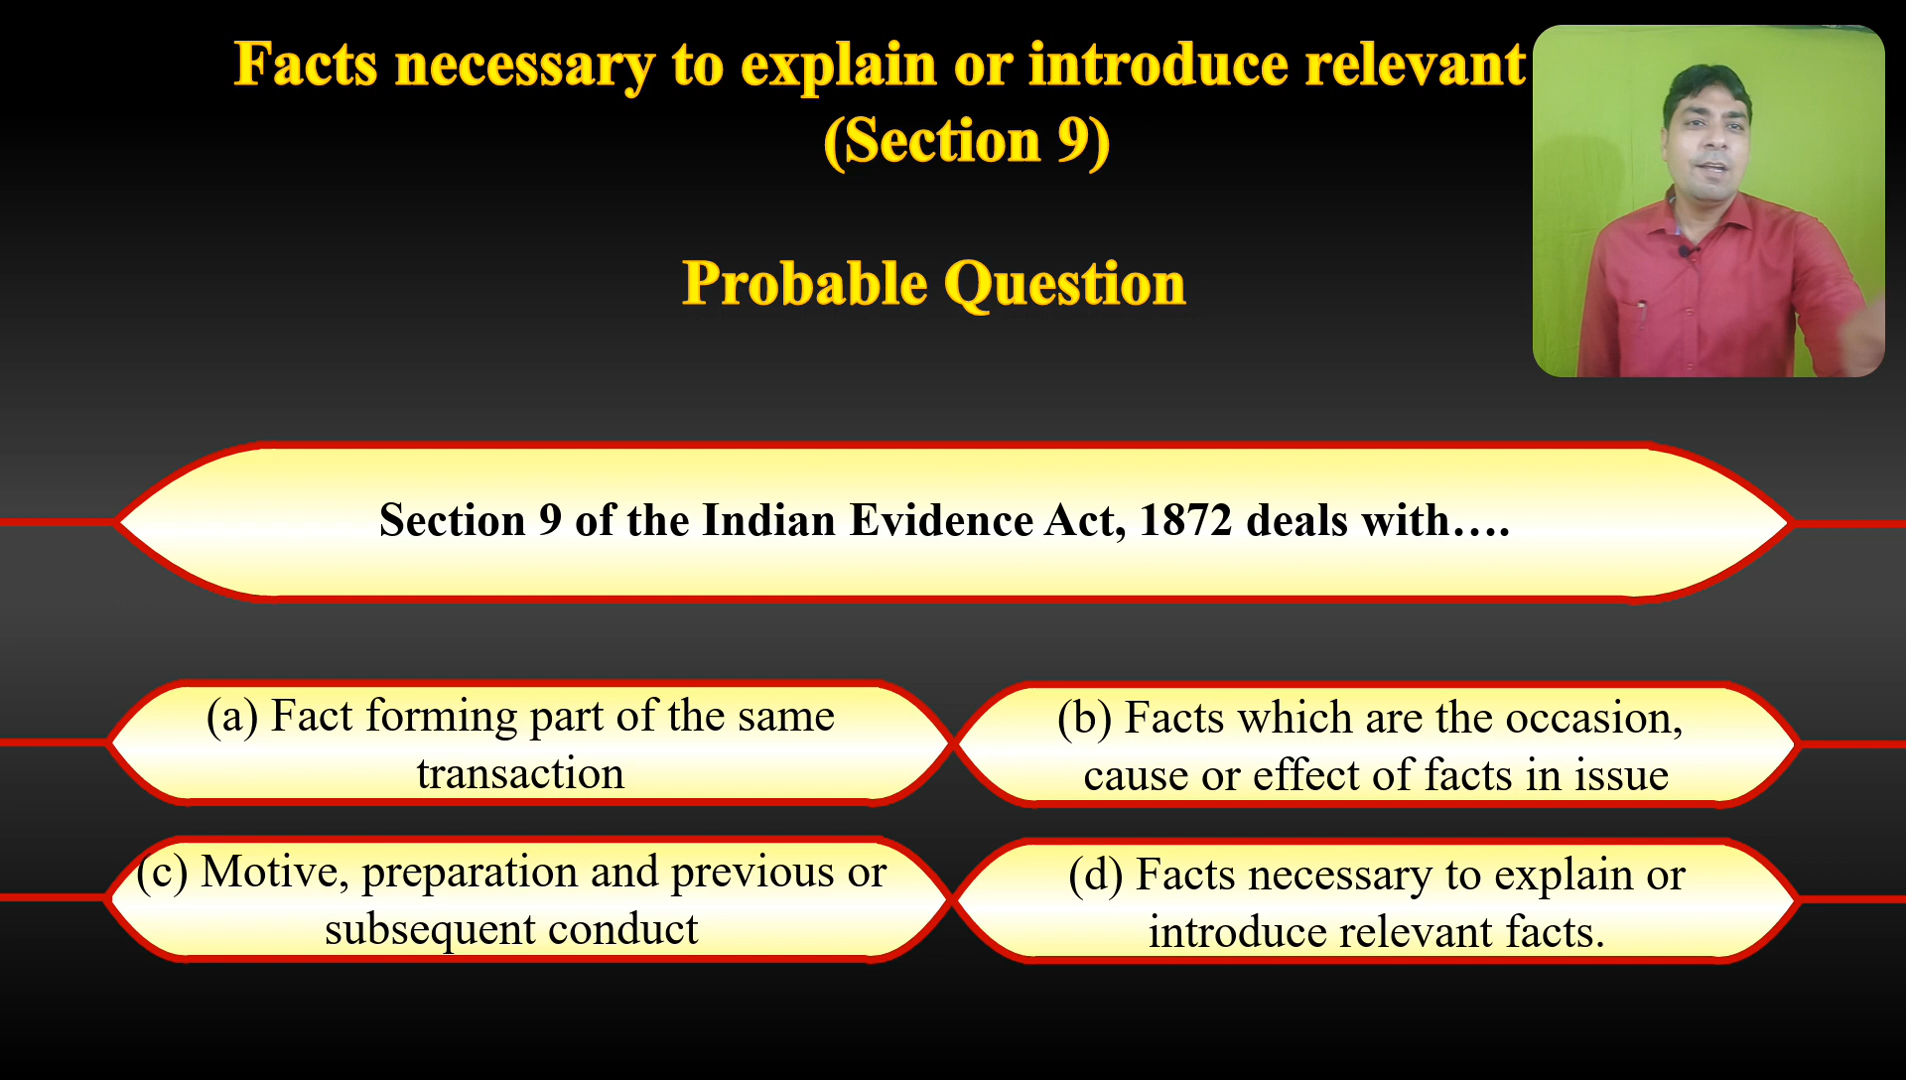 Facts necessary to explain or introduce relevant
(Section 9)
Probable Question
Section 9 of the Indian Evidence Act, 1872 deals with….
(a) Fact forming part of the same
transaction
(b) Facts which are the occasion,
cause or effect of facts in issue
(c) Motive, preparation and previous or
subsequent conduct
(d) Facts necessary to explain or
introduce relevant facts.